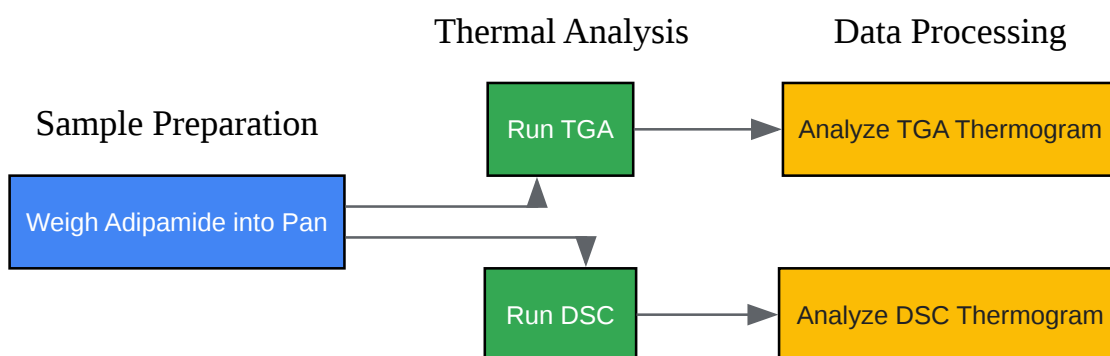 Thermal Analysis
Data Processing
Sample Preparation
Run TGA
Analyze TGA Thermogram
Weigh Adipamide into Pan
Run DSC
Analyze DSC Thermogram